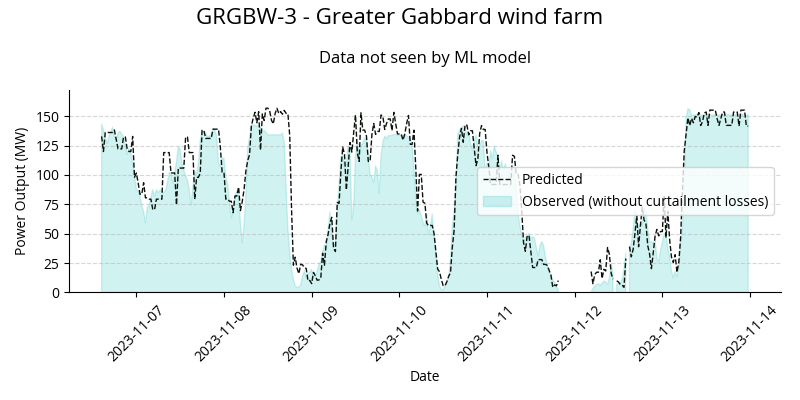 GRGBW-3 - Greater Gabbard wind farm
Data not seen by ML model
Power Output (MW)
150
125
100
75
50
25
0
Predicted
Observed (without curtailment losses)
2023-11-07
2023-11-08
2023-11-09
2023-11-10
2023-11-11
2023-11-12
2023-11-13
2023-11-14
Date